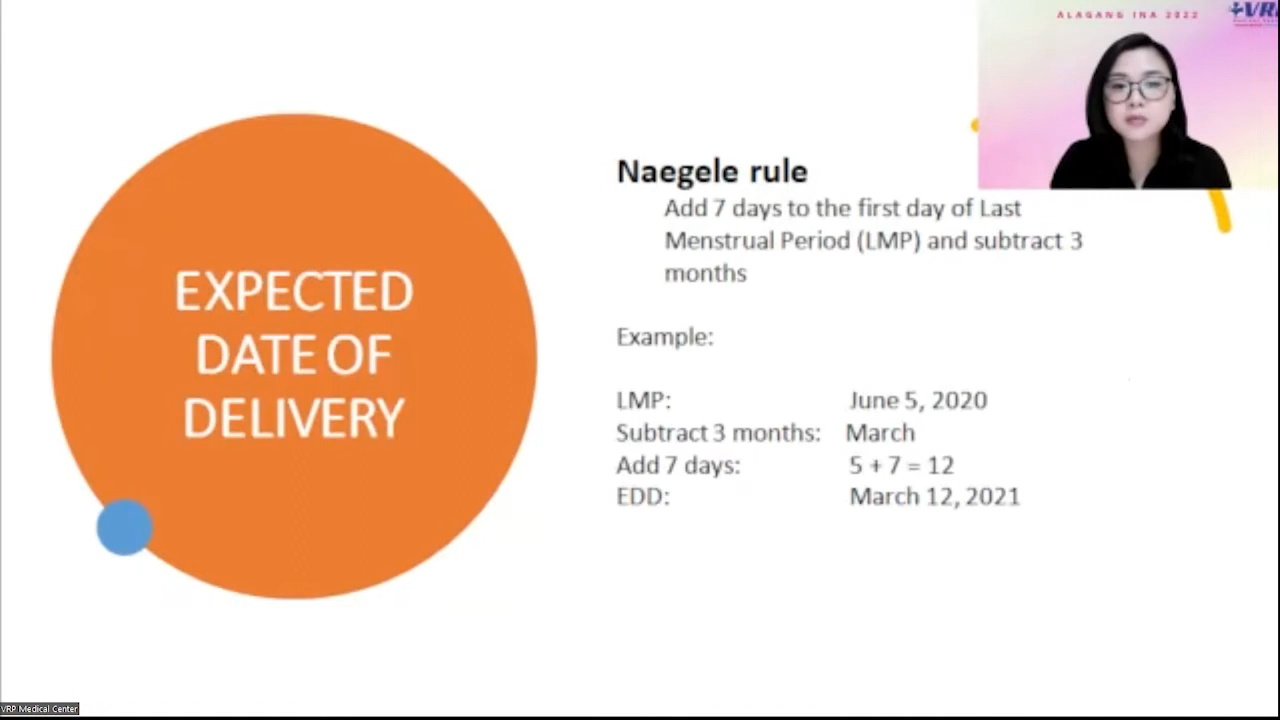 ALAGANG INA 2022
VR
EXPECTED
DATE OF
DELIVERY
Naegele rule
Add 7 days to the first day of Last
Menstrual Period (LMP) and subtract 3
months
Example:
LMP: June 5, 2020
Subtract 3 months: March
Add 7 days: 5 + 7 = 12
EDD: March 12, 2021
VRP Medical Center